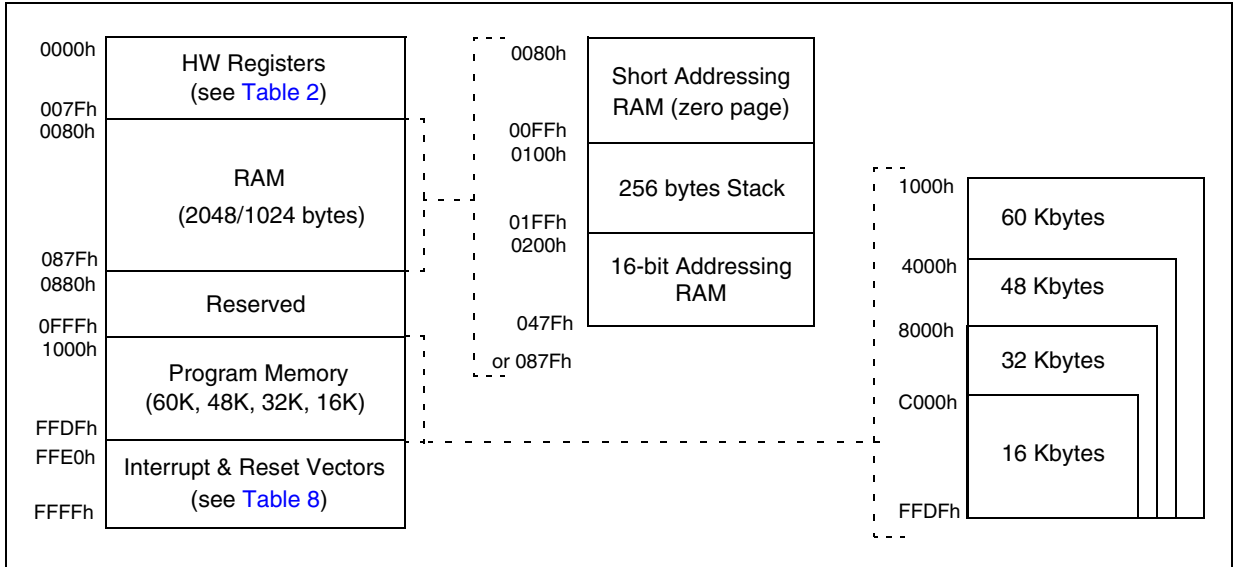 0000h
HW Registers
(see Table 2)
007Fh
0080h
RAM
(2048/1024 bytes)
087Fh
0880h
Reserved
0FFFh
1000h
Program Memory
(60K, 48K, 32K, 16K)
FFDFh
FFE0h
Interrupt & Reset Vectors
(see Table 8)
FFFFh
0080h
Short Addressing
RAM (zero page)
00FFh
0100h
256 bytes Stack
01FFh
0200h
16-bit Addressing
RAM
047Fh
or 087Fh
1000h
60 Kbytes
4000h
48 Kbytes
8000h
32 Kbytes
C000h
16 Kbytes
FFDFh